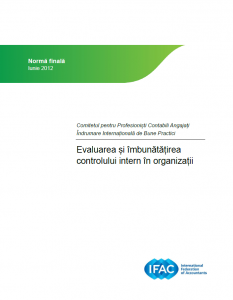 Normă finală
Iunie 2012
Comitetul pentru Profesioniști Contabili Angajați
Îndrumare Internațională de Bune Practici
Evaluarea și îmbunătățirea
controlului intern în organizații
IFAC
International
Federation
of Accountants